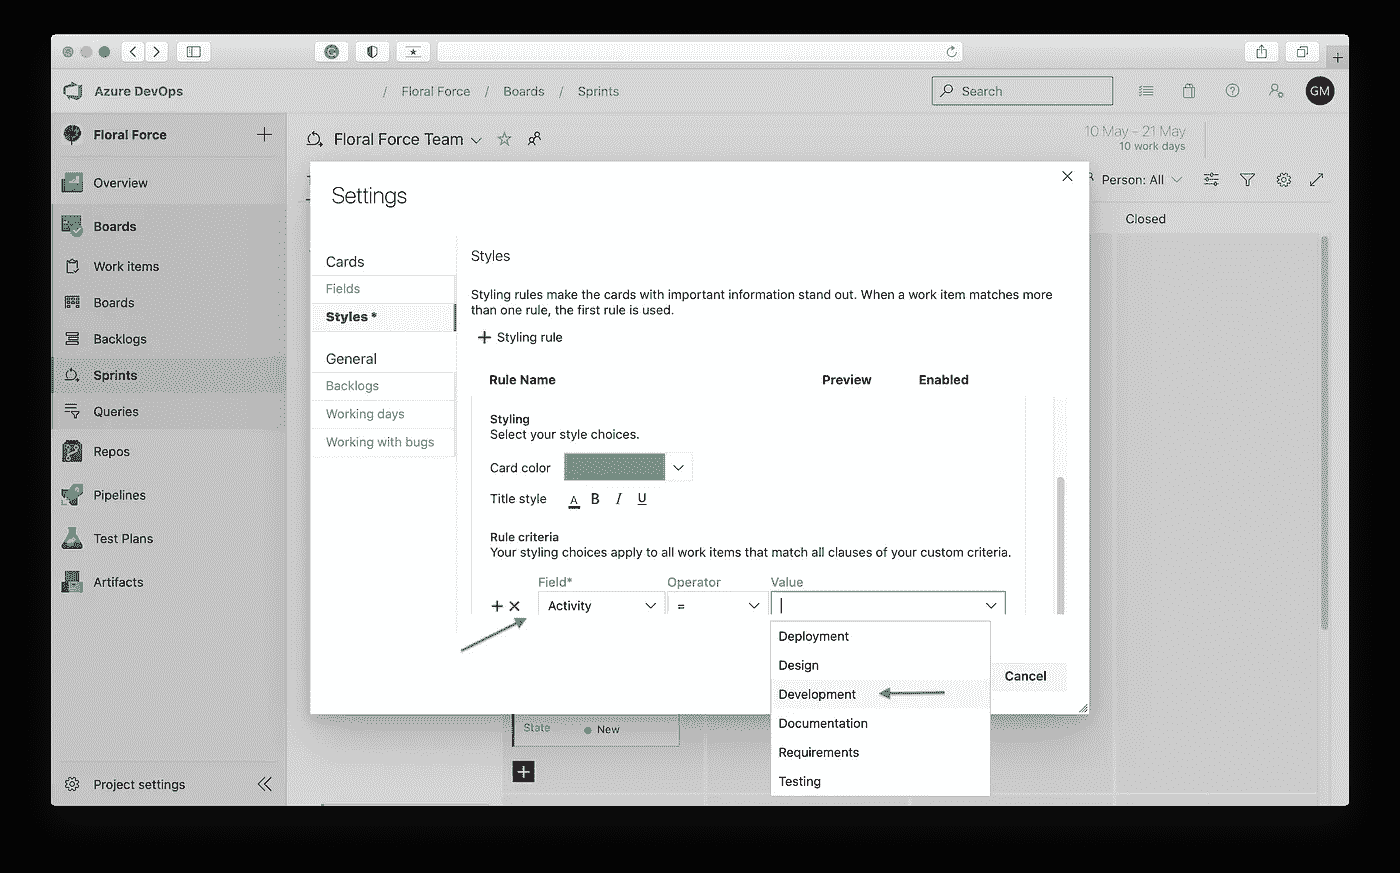 Azure DevOps
/ Floral Force / Boards / Sprints
Search
GM
Floral Force
Overview
Boards
Work items
Boards
Backlogs
Sprints
Queries
Repos
Pipelines
Test Plans
Artifacts
Project settings
Floral Force Team
10 May - 21 May
10 work days
Person: All
Closed
Settings
Cards
Fields
Styles *
General
Backlogs
Working days
Working with bugs
Styles
Styling rules make the cards with important information stand out. When a work item matches more
than one rule, the first rule is used.
+ Styling rule
Rule Name Preview Enabled
Styling
Select your style choices.
Card color
Title style A B I U
Rule criteria
Your styling choices apply to all work items that match all clauses of your custom criteria.
Field* Operator Value
Activity =
Deployment
Design
Development
Documentation
Requirements
Testing
Cancel
State New